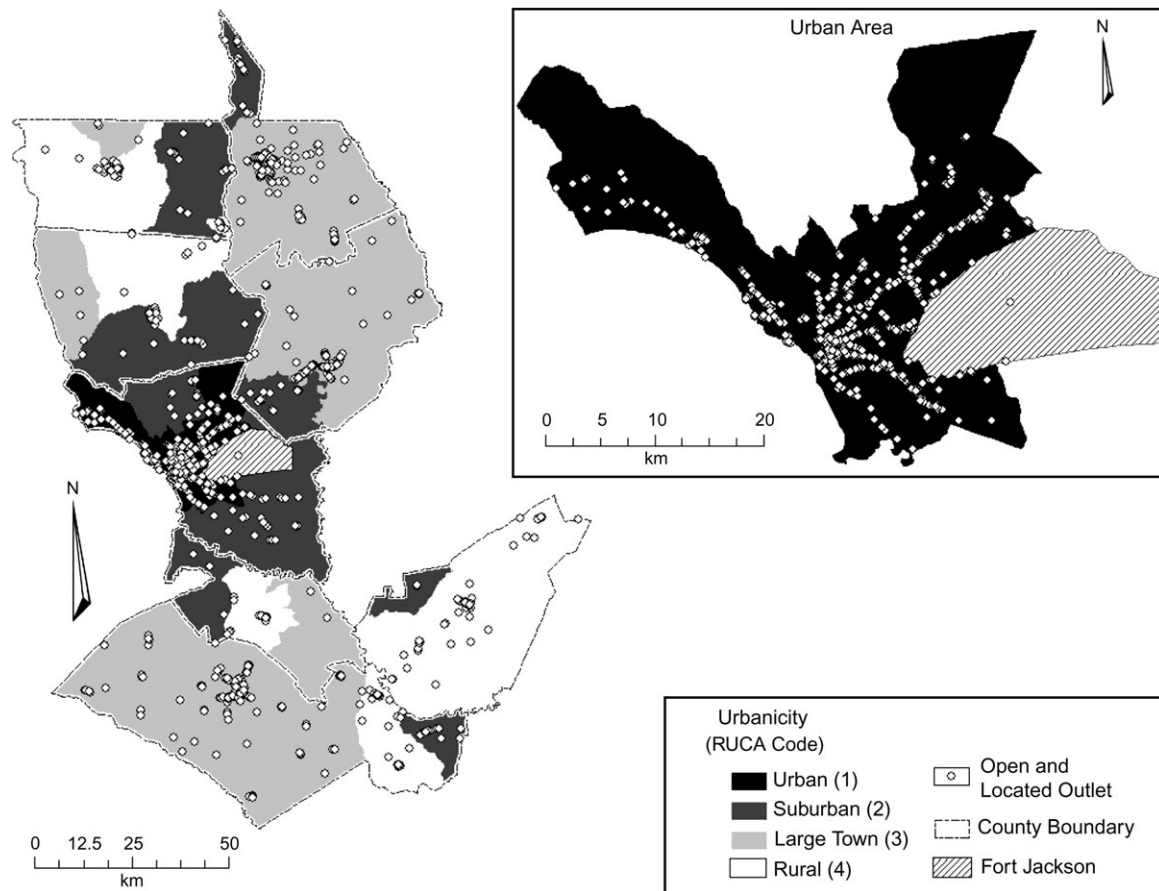 Urban Area
N
0 10 20
km
N
0 12.5 25 50
km
Urbanicity
(RUCA Code)
Urban (1)
Suburban (2)
Large Town (3)
Rural (4)
Open and
Located Outlet
County Boundary
Fort Jackson